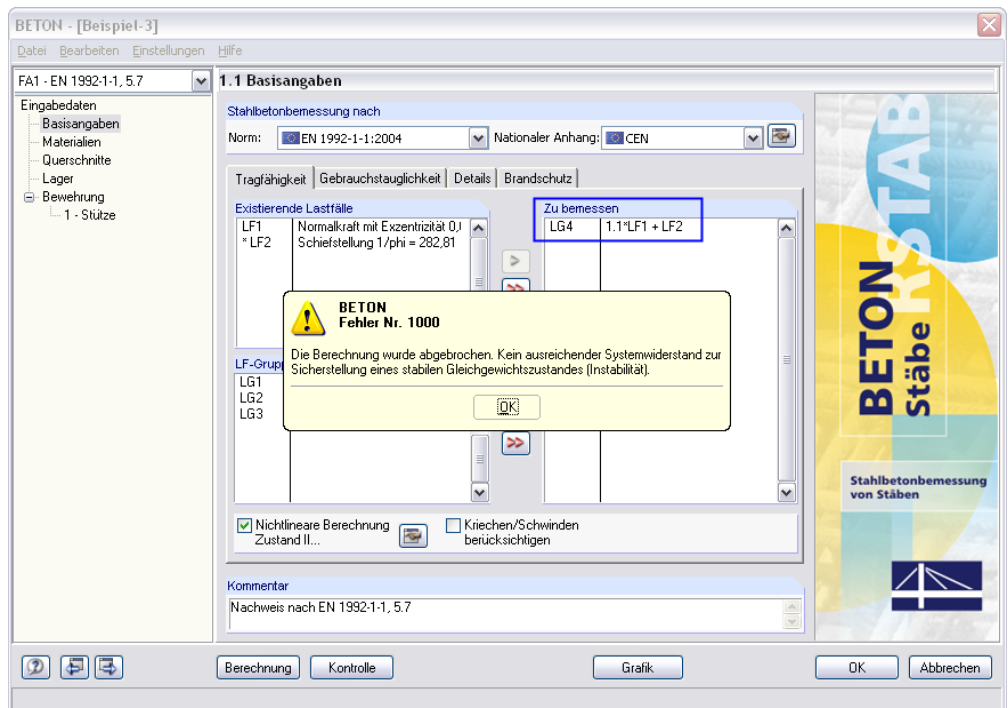 BETON - [Beispiel-3]
Datei Bearbeiten Einstellungen Hilfe
FA1 - EN 1992-1-1, 5.7
1.1 Basisangaben
Eingabedaten
Basisangaben
Materialien
Querschnitte
Lager
Bewehrung
1 - Stütze
Stahlbetonbemessung nach
Norm: EN 1992-1-1:2004 Nationaler Anhang: CEN
Tragfähigkeit Gebrauchstauglichkeit Details Brandschutz
Existierende Lastfälle
LF1 Normalkraft mit Exzentrizität 0,
* LF2 Schiefstellung 1/phi = 282,81
Zu bemessen
LG4 1.1*LF1 + LF2
>
>>
BETON
Fehler Nr. 1000
Die Berechnung wurde abgebrochen. Kein ausreichender Systemwiderstand zur
Sicherstellung eines stabilen Gleichgewichtszustandes (Instabilität).
OK
LF-Grup
LG1
LG2
LG3
>>
Nichtlineare Berechnung
Zustand II...
Kriechen/Schwinden
berücksichtigen
Kommentar
Nachweis nach EN 1992-1-1, 5.7
RSTAB
BETON
Stäbe
Stahlbetonbemessung
von Stäben
Berechnung Kontrolle Grafik OK Abbrechen